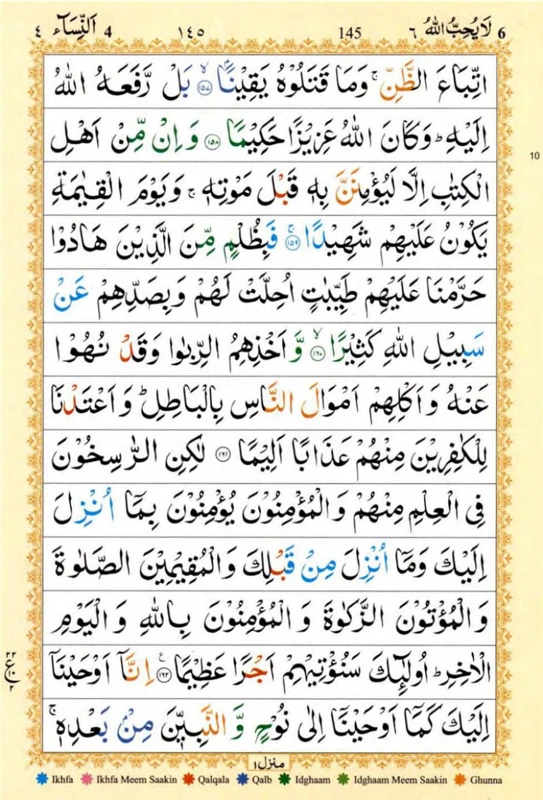 اَلنِّسَآء 4 ٤
١٤٥
145
لَا يُحِبُّ اللّٰهُ 6 ٦
اتِّبَاعَ الظَّنِّ ۚ وَمَا قَتَلُوْهُ يَقِيْنًۢا ۙ ﴿١٥٧﴾ بَلْ رَّفَعَهُ اللّٰهُ
اِلَيْهِ ؕ وَكَانَ اللّٰهُ عَزِيْزًا حَكِيْمًا ﴿١٥٨﴾ وَاِنْ مِّنْ اَهْلِ
10
الْكِتٰبِ اِلَّا لَيُؤْمِنَنَّ بِهٖ قَبْلَ مَوْتِهٖ ۚ وَيَوْمَ الْقِيٰمَةِ
يَكُوْنُ عَلَيْهِمْ شَهِيْدًا ۚ ﴿١٥٩﴾ فَبِظُلْمٍ مِّنَ الَّذِيْنَ هَادُوْا
حَرَّمْنَا عَلَيْهِمْ طَيِّبٰتٍ اُحِلَّتْ لَهُمْ وَبِصَدِّهِمْ عَنْ
سَبِيْلِ اللّٰهِ كَثِيْرًا ۙ ﴿١٦٠﴾ وَّاَخْذِهِمُ الرِّبٰوا وَقَدْ نُهُوْا
عَنْهُ وَاَكْلِهِمْ اَمْوَالَ النَّاسِ بِالْبَاطِلِ ؕ وَاَعْتَدْنَا
لِلْكٰفِرِيْنَ مِنْهُمْ عَذَابًا اَلِيْمًا ﴿١٦١﴾ لٰكِنِ الرّٰسِخُوْنَ
فِى الْعِلْمِ مِنْهُمْ وَالْمُؤْمِنُوْنَ يُؤْمِنُوْنَ بِمَاۤ اُنْزِلَ
اِلَيْكَ وَمَاۤ اُنْزِلَ مِنْ قَبْلِكَ وَالْمُقِيْمِيْنَ الصَّلٰوةَ
وَالْمُؤْتُوْنَ الزَّكٰوةَ وَالْمُؤْمِنُوْنَ بِاللّٰهِ وَالْيَوْمِ
الْاٰخِرِ ؕ اُولٰٓئِكَ سَنُؤْتِيْهِمْ اَجْرًا عَظِيْمًا ﴿١٦٢﴾ اِنَّاۤ اَوْحَيْنَاۤ
اِلَيْكَ كَمَاۤ اَوْحَيْنَاۤ اِلٰى نُوْحٍ وَّالنَّبِيّٖنَ مِنْۢ بَعْدِهٖ ۚ
منزل ١
Ikhfa Ikhfa Meem Saakin Qalqala Qalb Idghaam Idghaam Meem Saakin Ghunna